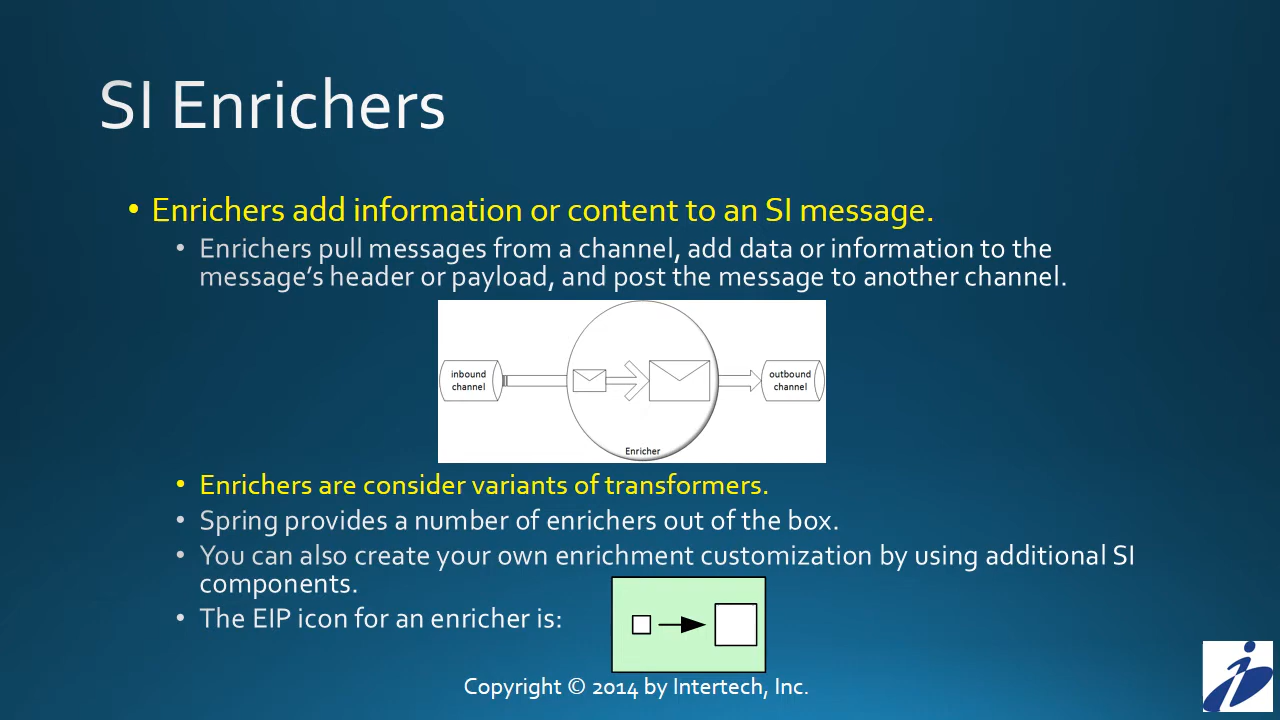 SI Enrichers
• Enrichers add information or content to an SI message.
• Enrichers pull messages from a channel, add data or information to the
message’s header or payload, and post the message to another channel.
inbound
channel
outbound
channel
Enricher
• Enrichers are consider variants of transformers.
• Spring provides a number of enrichers out of the box.
• You can also create your own enrichment customization by using additional SI
components.
• The EIP icon for an enricher is:
Copyright © 2014 by Intertech, Inc.